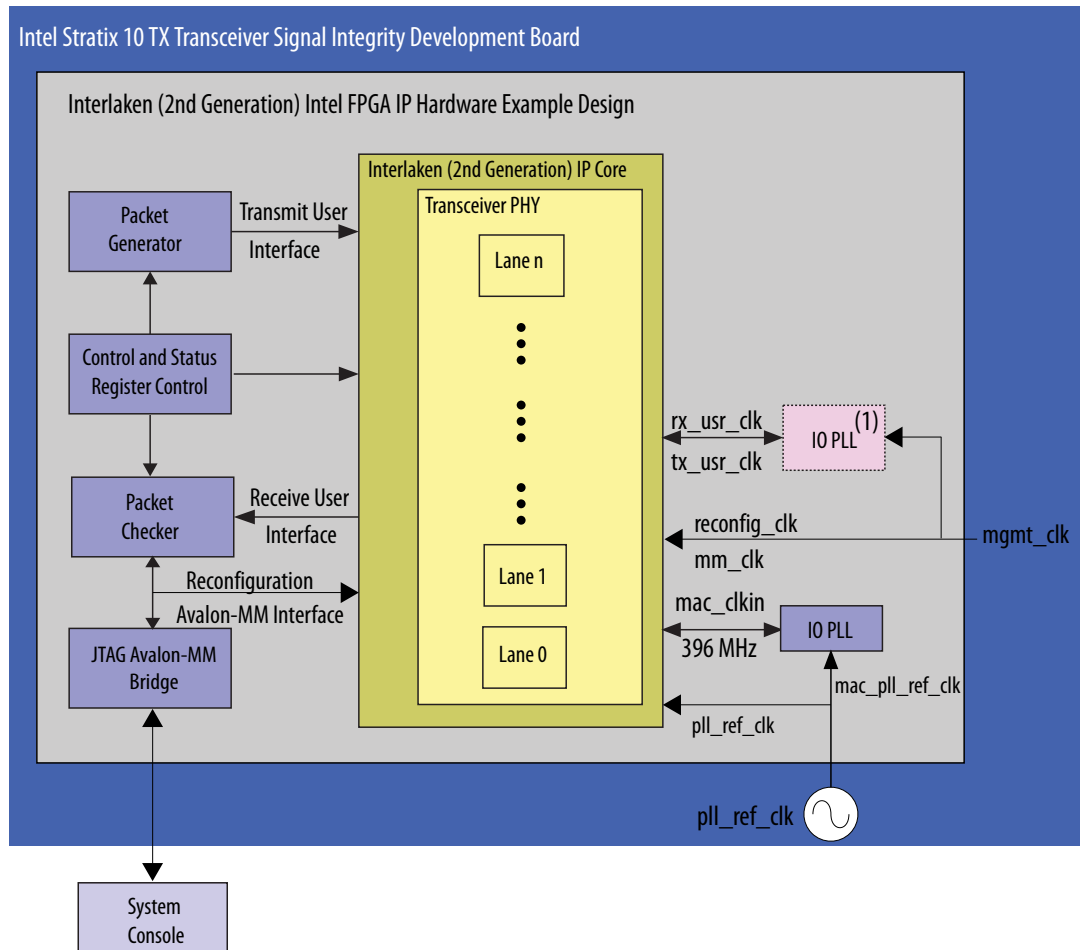 Intel Stratix 10 TX Transceiver Signal Integrity Development Board
Interlaken (2nd Generation) Intel FPGA IP Hardware Example Design
Interlaken (2nd Generation) IP Core
Transceiver PHY
Packet
Generator
Transmit User
Interface
Lane n
Control and Status
Register Control
rx_usr_clk
tx_usr_clk
(1)
IO PLL
Packet
Checker
Receive User
Interface
reconfig_clk
mm_clk
mgmt_clk
Reconfiguration
Avalon-MM Interface
Lane 1
mac_clkin
396 MHz
IO PLL
JTAG Avalon-MM
Bridge
Lane 0
mac_pll_ref_clk
pll_ref_clk
pll_ref_clk
System
Console